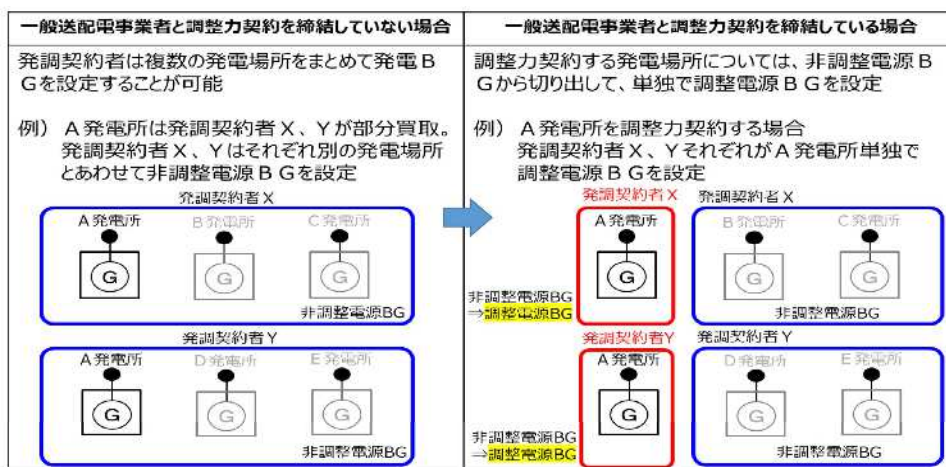 一般送配電事業者と調整力契約を締結していない場合
発調契約者は複数の発電場所をまとめて発電B
Gを設定することが可能
例）A発電所は発調契約者X、Yが部分買取。
発調契約者X、Yはそれぞれ別の発電場所
とあわせて非調整電源BGを設定
発調契約者X
A発電所 B発電所 C発電所
G G G
非調整電源BG
発調契約者Y
A発電所 D発電所 E発電所
G G G
非調整電源BG
一般送配電事業者と調整力契約を締結している場合
調整力契約する発電場所については、非調整電源B
Gから切り出して、単独で調整電源BGを設定
例）A発電所を調整力契約する場合
発調契約者X、YそれぞれがA発電所単独で
調整電源BGを設定
発調契約者X 発調契約者X
A発電所 B発電所 C発電所
G G G
非調整電源BG
⇒調整電源BG
非調整電源BG
発調契約者Y 発調契約者Y
A発電所 D発電所 E発電所
G G G
非調整電源BG
⇒調整電源BG
非調整電源BG